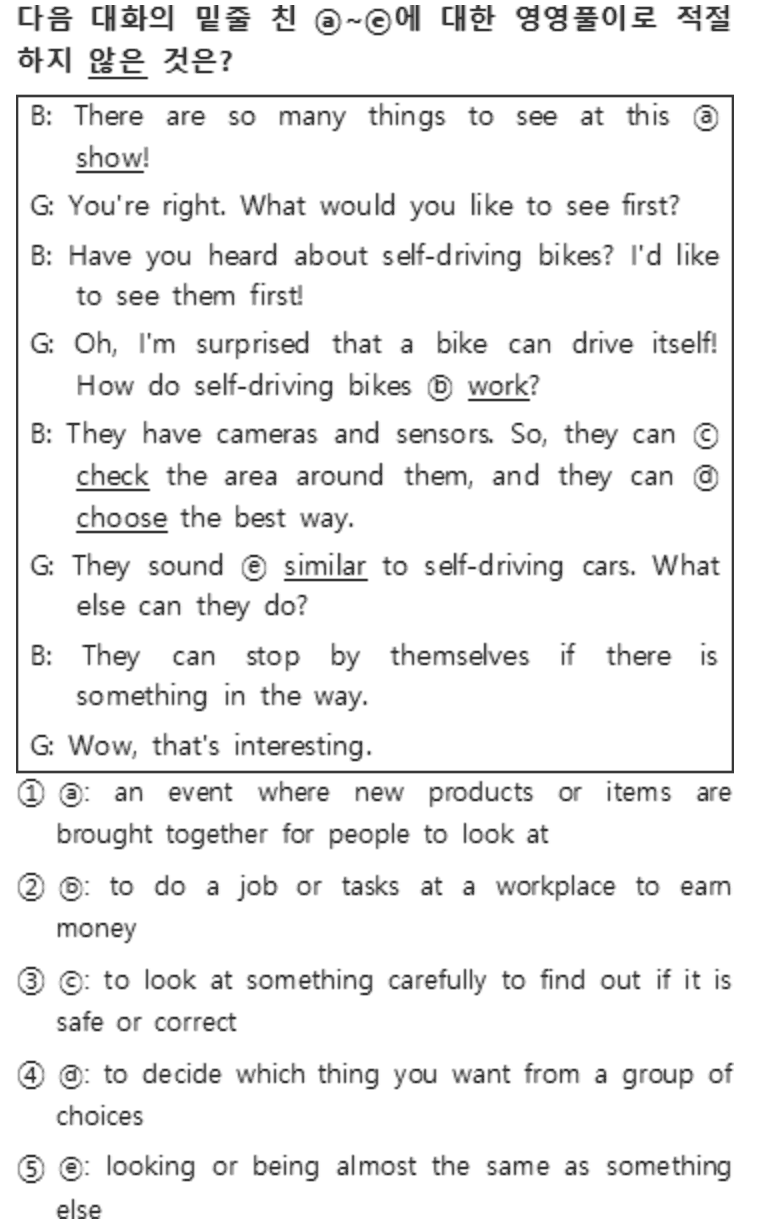 다음 대화의 밑줄 친 ⓐ~ⓔ에 대한 영영풀이로 적절
하지 않은 것은?
B: There are so many things to see at this ⓐ
show!
G: You're right. What would you like to see first?
B: Have you heard about self-driving bikes? I'd like
to see them first!
G: Oh, I'm surprised that a bike can drive itself!
How do self-driving bikes ⓑ work?
B: They have cameras and sensors. So, they can ⓒ
check the area around them, and they can ⓓ
choose the best way.
G: They sound ⓔ similar to self-driving cars. What
else can they do?
B: They can stop by themselves if there is
something in the way.
G: Wow, that's interesting.
① ⓐ: an event where new products or items are
brought together for people to look at
② ⓑ: to do a job or tasks at a workplace to earn
money
③ ⓒ: to look at something carefully to find out if it is
safe or correct
④ ⓓ: to decide which thing you want from a group of
choices
⑤ ⓔ: looking or being almost the same as something
else